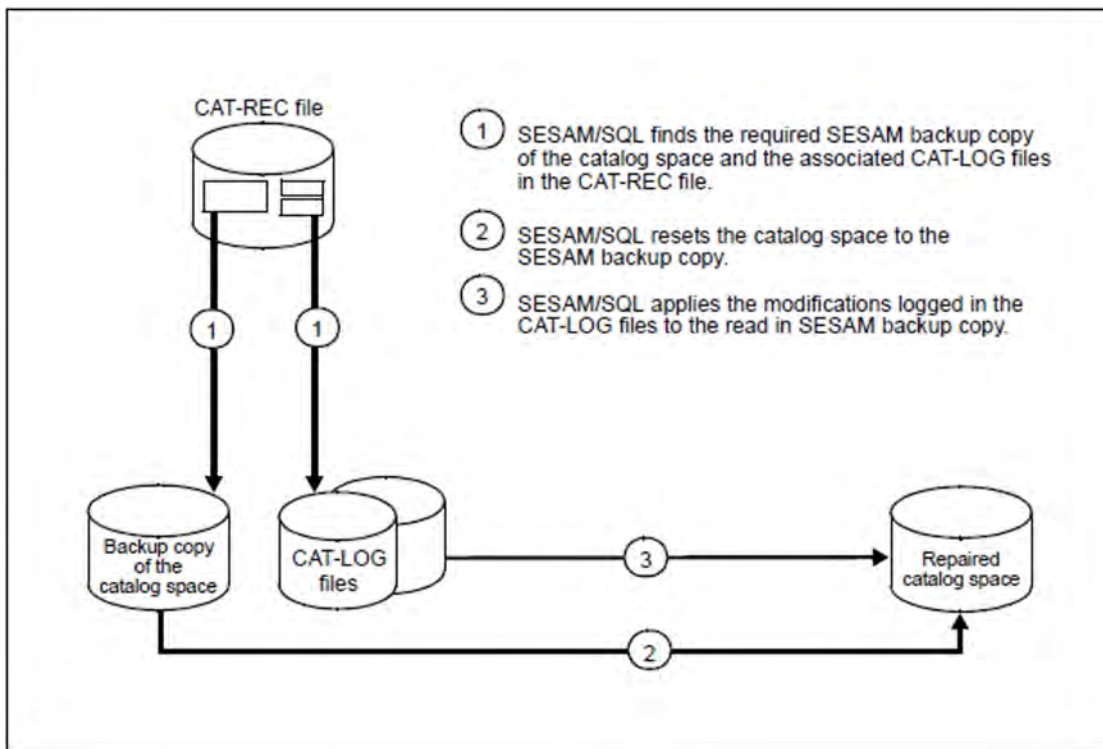 CAT-REC file
1
SESAM/SQL finds the required SESAM backup copy
of the catalog space and the associated CAT-LOG files
in the CAT-REC file.
2
SESAM/SQL resets the catalog space to the
SESAM backup copy.
3
SESAM/SQL applies the modifications logged in the
CAT-LOG files to the read in SESAM backup copy.
1
1
Backup copy
of the
catalog space
CAT-LOG
files
3
Repaired
catalog space
2